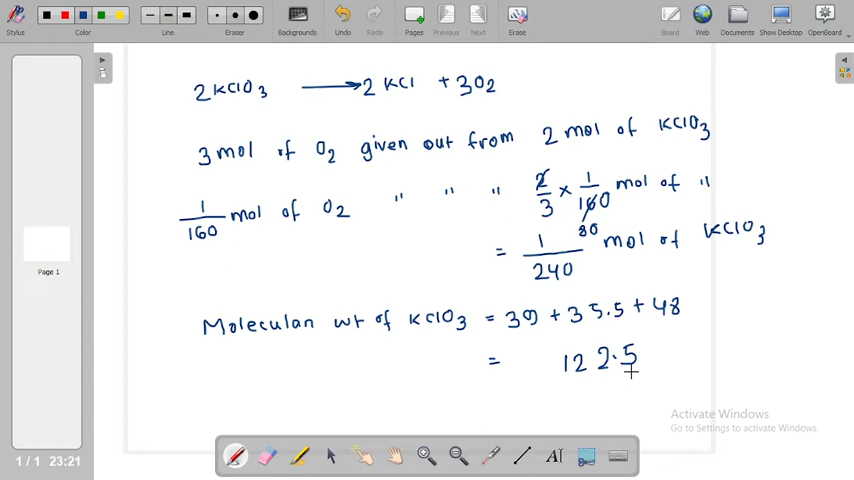 Stylus Color Line Eraser Backgrounds Undo Redo Pages Previous Next Erase Board Web Documents Show Desktop OpenBoard
2KClO3 ⟶ 2 KCl + 3O2
3 mol of O2 given out from 2 mol of KClO3
1/160 mol of O2 " " " 2/3 × 1/160 mol of "
80
= 1/240 mol of KClO3
Moleculan wt of KClO3 = 39 + 35.5 + 48
= 122.5
Page 1
Activate Windows
Go to Settings to activate Windows.
1 / 1 23:21